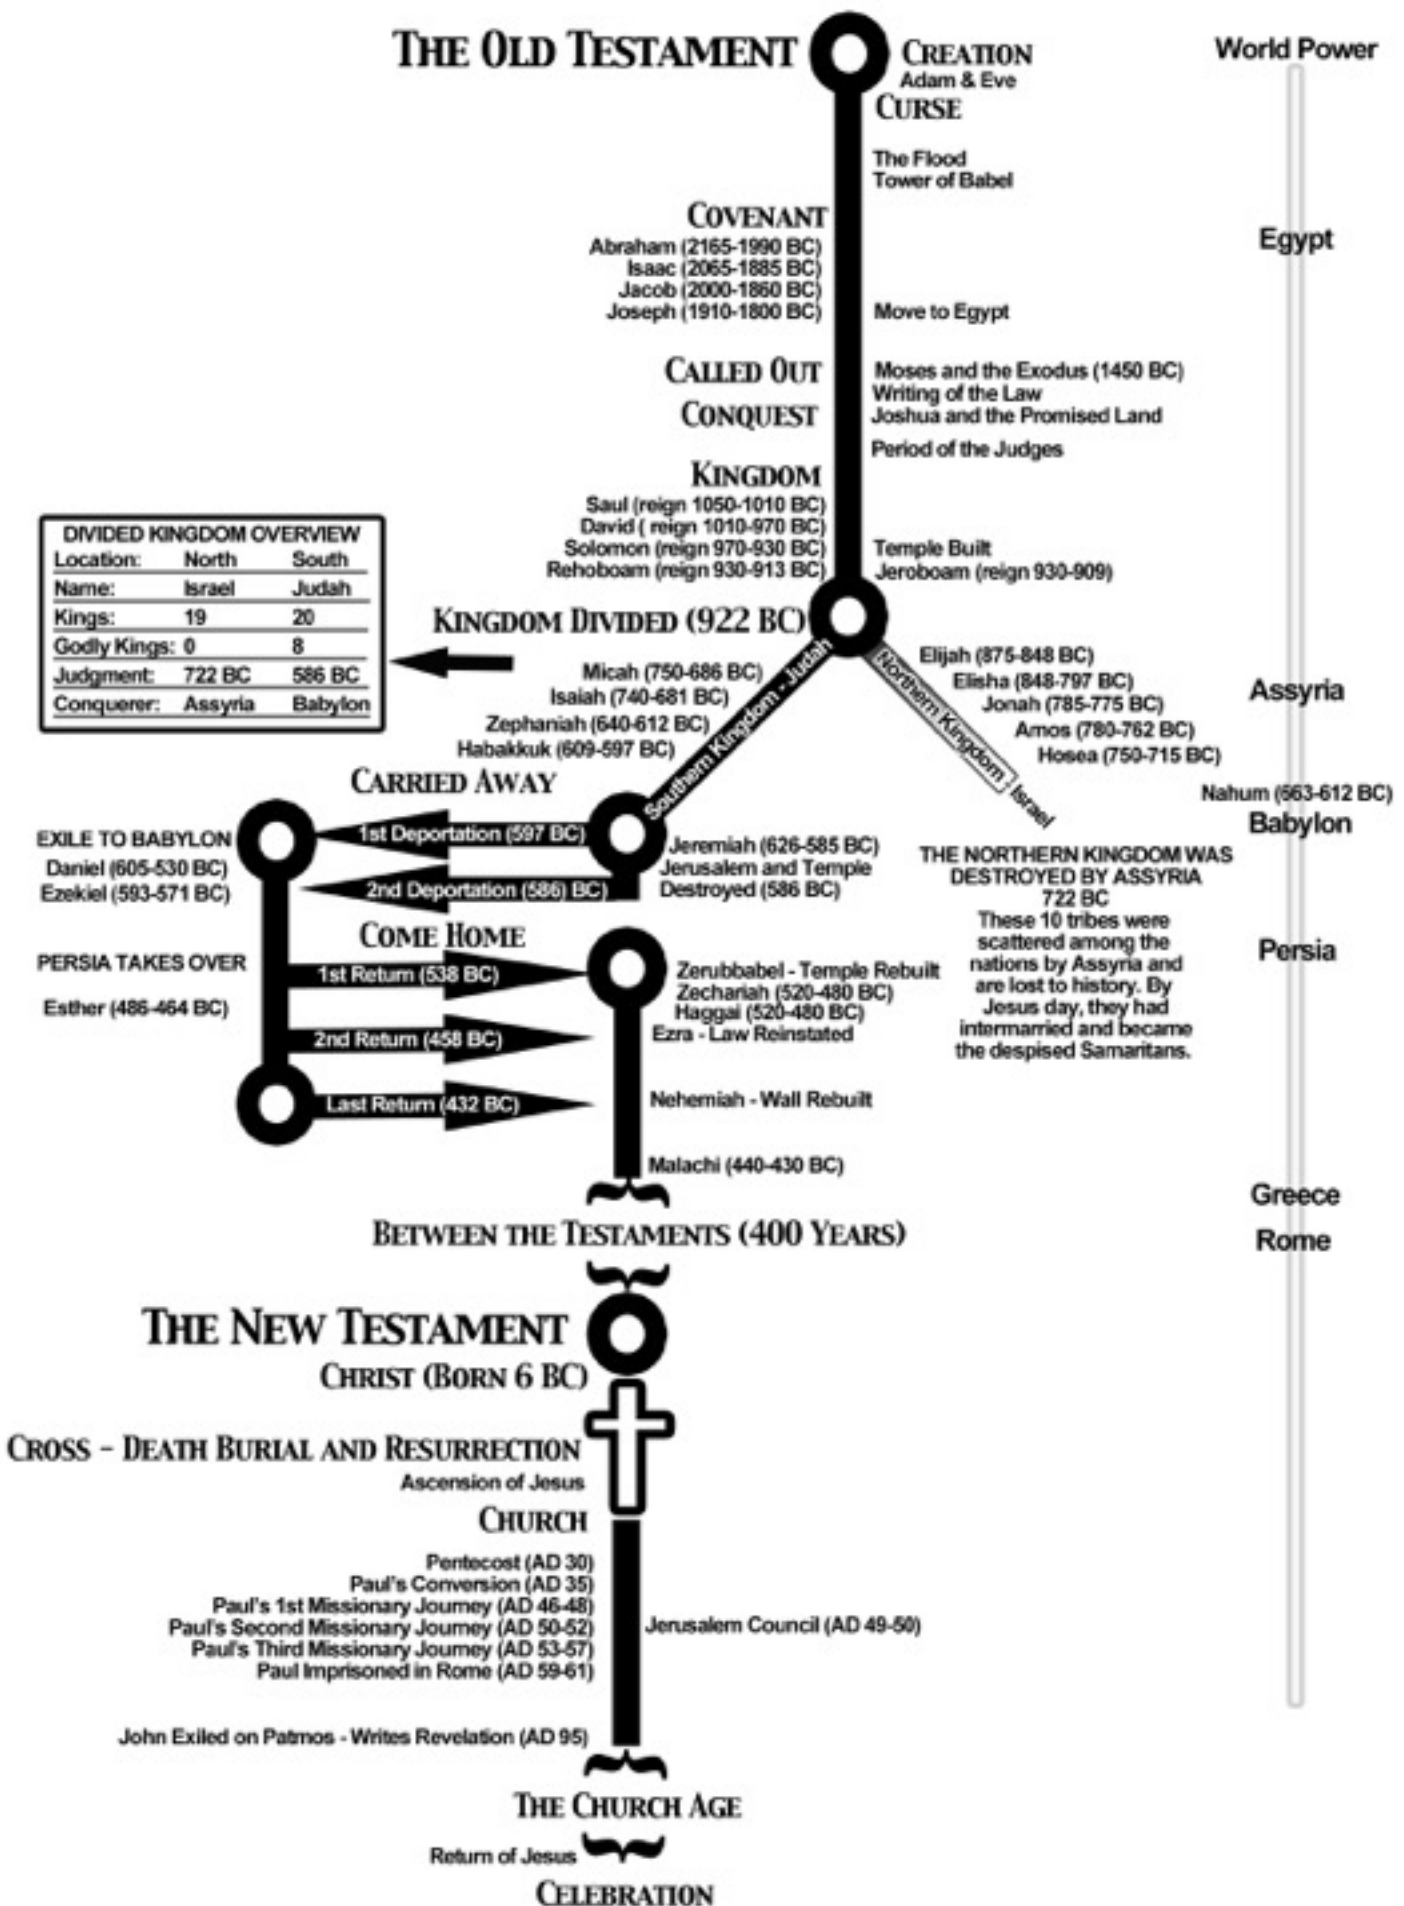 THE OLD TESTAMENT
CREATION
Adam & Eve
CURSE
World Power
The Flood
Tower of Babel
COVENANT
Abraham (2165-1990 BC)
Isaac (2065-1885 BC)
Jacob (2000-1860 BC)
Joseph (1910-1800 BC)
Move to Egypt
Egypt
CALLED OUT
Moses and the Exodus (1450 BC)
Writing of the Law
CONQUEST
Joshua and the Promised Land
Period of the Judges
KINGDOM
Saul (reign 1050-1010 BC)
David ( reign 1010-970 BC)
Solomon (reign 970-930 BC)
Rehoboam (reign 930-913 BC)
Temple Built
Jeroboam (reign 930-909)
DIVIDED KINGDOM OVERVIEW
Location: North South
Name: Israel Judah
Kings: 19 20
Godly Kings: 0 8
Judgment: 722 BC 586 BC
Conquerer: Assyria Babylon
KINGDOM DIVIDED (922 BC)
Micah (750-686 BC)
Isaiah (740-681 BC)
Zephaniah (640-612 BC)
Habakkuk (609-597 BC)
Southern Kingdom - Judah
Northern Kingdom Israel
Elijah (875-848 BC)
Elisha (848-797 BC)
Jonah (785-775 BC)
Amos (780-762 BC)
Hosea (750-715 BC)
Assyria
Nahum (663-612 BC)
Babylon
CARRIED AWAY
1st Deportation (597 BC)
2nd Deportation (586) BC)
EXILE TO BABYLON
Daniel (605-530 BC)
Ezekiel (593-571 BC)
Jeremiah (626-585 BC)
Jerusalem and Temple
Destroyed (586 BC)
THE NORTHERN KINGDOM WAS
DESTROYED BY ASSYRIA
722 BC
These 10 tribes were
scattered among the
nations by Assyria and
are lost to history. By
Jesus day, they had
intermarried and became
the despised Samaritans.
Persia
COME HOME
PERSIA TAKES OVER
Esther (486-464 BC)
1st Return (538 BC)
2nd Return (458 BC)
Last Return (432 BC)
Zerubbabel - Temple Rebuilt
Zechariah (520-480 BC)
Haggai (520-480 BC)
Ezra - Law Reinstated
Nehemiah - Wall Rebuilt
Malachi (440-430 BC)
Greece
Rome
BETWEEN THE TESTAMENTS (400 YEARS)
THE NEW TESTAMENT
CHRIST (BORN 6 BC)
CROSS - DEATH BURIAL AND RESURRECTION
Ascension of Jesus
CHURCH
Pentecost (AD 30)
Paul's Conversion (AD 35)
Paul's 1st Missionary Journey (AD 46-48)
Paul's Second Missionary Journey (AD 50-52)
Paul's Third Missionary Journey (AD 53-57)
Paul Imprisoned in Rome (AD 59-61)
Jerusalem Council (AD 49-50)
John Exiled on Patmos - Writes Revelation (AD 95)
THE CHURCH AGE
Return of Jesus
CELEBRATION